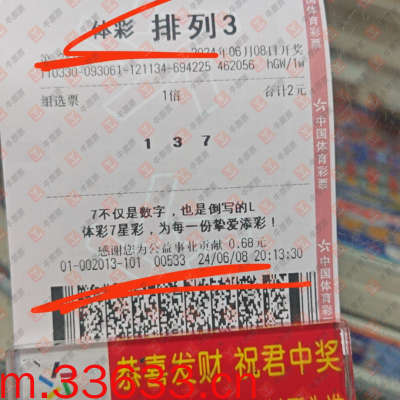 体彩 排列3
2024年06月08日开奖
110330-093061-121134-694225 462056 hGW/1w
组选票 1倍 合计2元
1 3 7
7不仅是数字，也是倒写的L
体彩7星彩，为每一份挚爱添彩！
感谢您为公益事业贡献 0.68元
01-002013-101 00533 24/06/08 20:13:30
中国体育彩票
中国体育彩
恭喜发财 祝君中奖